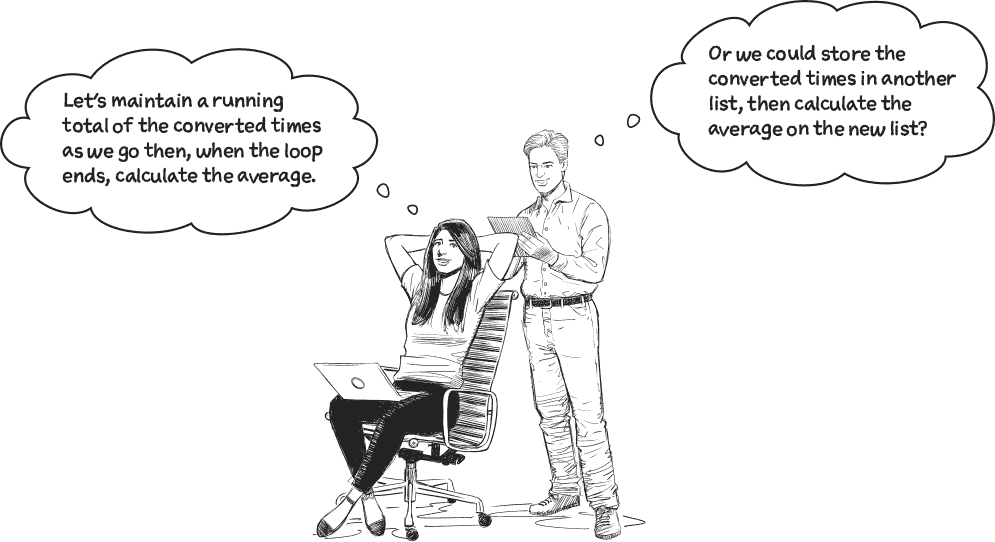 Let's maintain a running
total of the converted times
as we go then, when the loop
ends, calculate the average.
Or we could store the
converted times in another
list, then calculate the
average on the new list?